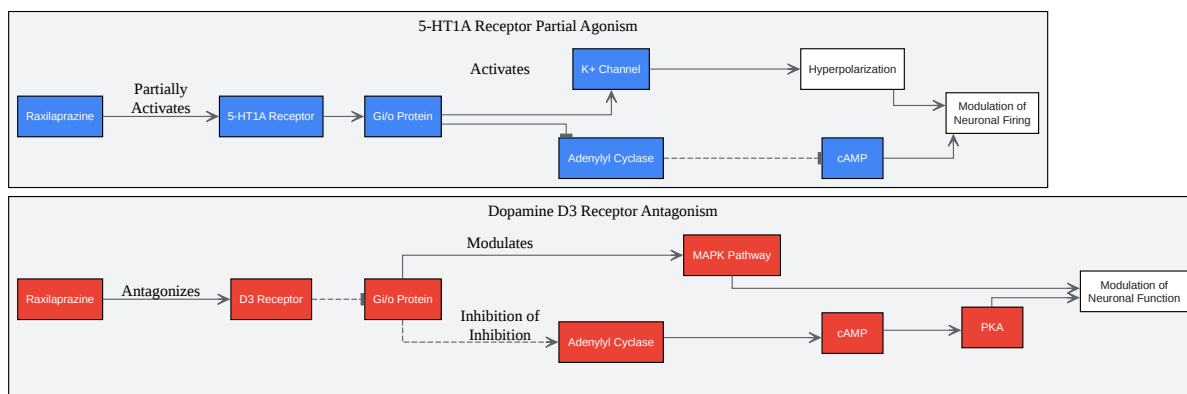 5-HT1A Receptor Partial Agonism
Activates
K+ Channel
Hyperpolarization
Partially
Activates
Raxilaprazine
5-HT1A Receptor
Gi/o Protein
Modulation of
Neuronal Firing
Adenylyl Cyclase
cAMP
Dopamine D3 Receptor Antagonism
Modulates
MAPK Pathway
Antagonizes
Raxilaprazine
D3 Receptor
Gi/o Protein
Modulation of
Neuronal Function
Inhibition of
Inhibition
Adenylyl Cyclase
cAMP
PKA